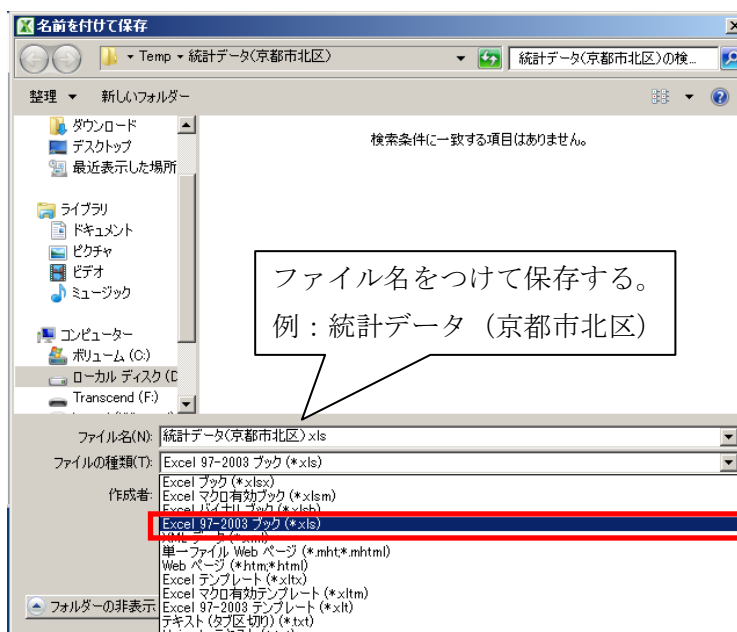 名前を付けて保存
Temp 統計データ(京都市北区)
統計データ(京都市北区)の検...
整理 新しいフォルダー
ダウンロード
デスクトップ
最近表示した場所
検索条件に一致する項目はありません。
ライブラリ
ドキュメント
ピクチャ
ビデオ
ミュージック
ファイル名をつけて保存する。
例:統計データ(京都市北区)
コンピューター
ボリューム (C:)
ローカル ディスク (D
Transcend (F:)
ファイル名(N): 統計データ(京都市北区).xls
ファイルの種類(T): Excel 97-2003 ブック (*.xls)
作成者:
Excel ブック (*.xlsx)
Excel マクロ有効ブック (*.xlsm)
Excel バイナリ ブック (*.xlsb)
Excel 97-2003 ブック (*.xls)
XML データ (*.xml)
単一ファイル Web ページ (*.mht;*.mhtml)
Web ページ (*.htm;*.html)
Excel テンプレート (*.xltx)
Excel マクロ有効テンプレート (*.xltm)
フォルダーの非表示
Excel 97-2003 テンプレート (*.xlt)
テキスト (タブ区切り) (*.txt)